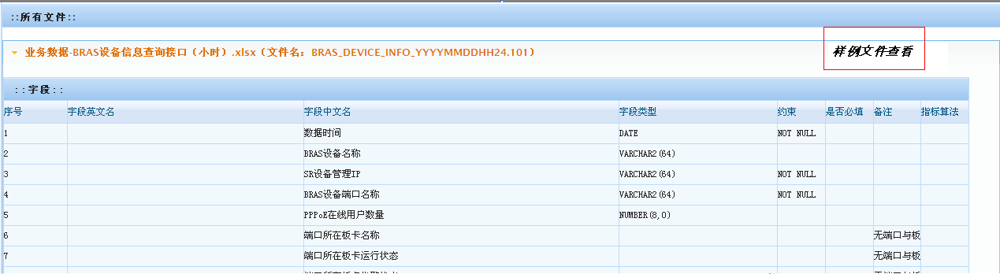 ::所有文件::
业务数据-BRAS设备信息查询接口（小时）.xlsx（文件名：BRAS_DEVICE_INFO_YYYYMMDDHH24.101）
样例文件查看
::字段::
序号 字段英文名 字段中文名 字段类型 约束 是否必填 备注 指标算法
1 数据时间 DATE NOT NULL
2 BRAS设备名称 VARCHAR2(64)
3 SR设备管理IP VARCHAR2(64) NOT NULL
4 BRAS设备端口名称 VARCHAR2(64) NOT NULL
5 PPPoE在线用户数量 NUMBER(8,0)
6 端口所在板卡名称 无端口与板
7 端口所在板卡运行状态 无端口与板